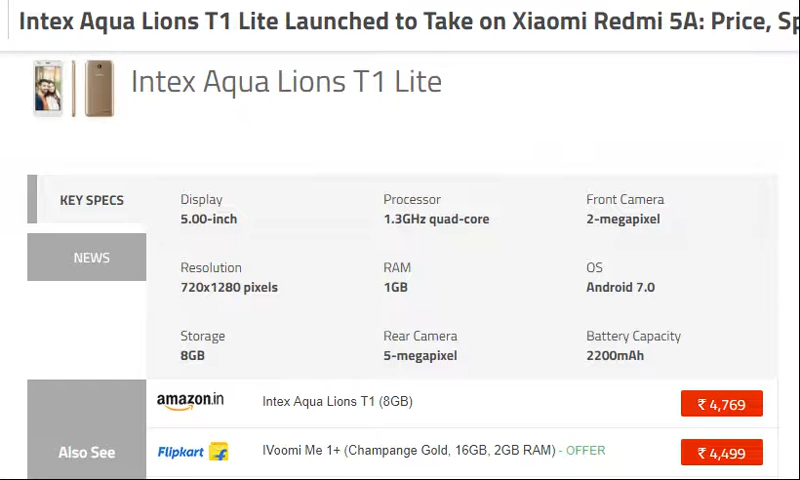 Intex Aqua Lions T1 Lite Launched to Take on Xiaomi Redmi 5A: Price, Sp
Intex Aqua Lions T1 Lite
KEY SPECS
NEWS
Display
5.00-inch
Processor
1.3GHz quad-core
Front Camera
2-megapixel
Resolution
720x1280 pixels
RAM
1GB
OS
Android 7.0
Storage
8GB
Rear Camera
5-megapixel
Battery Capacity
2200mAh
Also See
amazon.in Intex Aqua Lions T1 (8GB) ₹ 4,769
Flipkart IVoomi Me 1+ (Champange Gold, 16GB, 2GB RAM) - OFFER ₹ 4,499